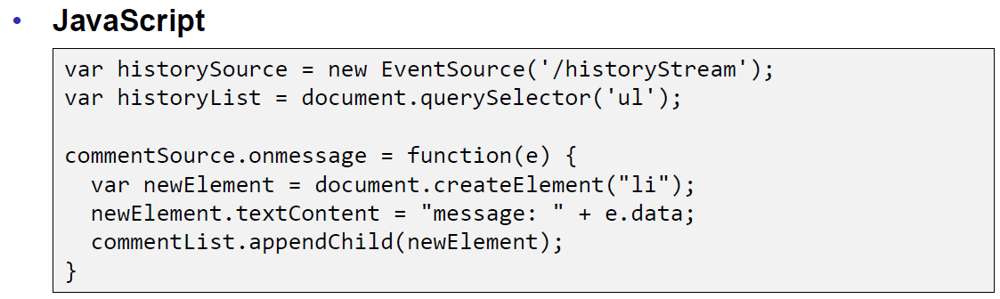 • JavaScript
var historySource = new EventSource('/historyStream');
var historyList = document.querySelector('ul');

commentSource.onmessage = function(e) {
  var newElement = document.createElement("li");
  newElement.textContent = "message: " + e.data;
  commentList.appendChild(newElement);
}